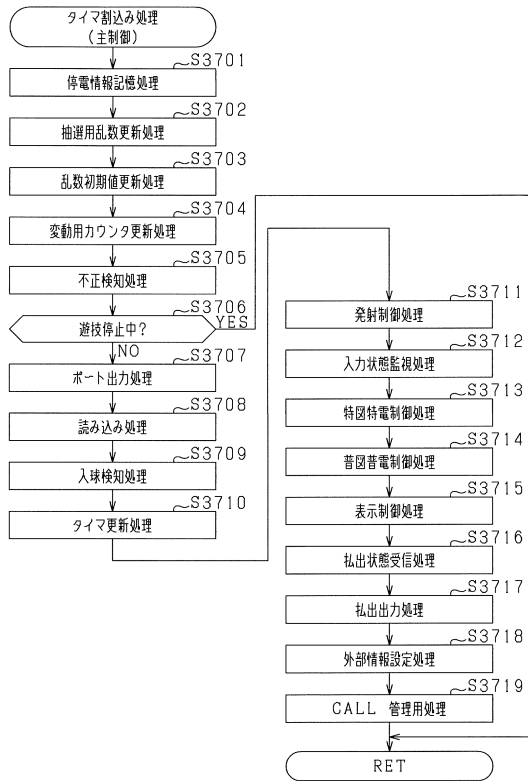 タイマ割込み処理
(主制御)
S3701
停電情報記憶処理
S3702
抽選用乱数更新処理
S3703
乱数初期値更新処理
S3704
変動用カウンタ更新処理
S3705
不正検知処理
S3706
遊技停止中?
YES
NO
S3707
ポート出力処理
S3708
読み込み処理
S3709
入球検知処理
S3710
タイマ更新処理
S3711
発射制御処理
S3712
入力状態監視処理
S3713
特図特電制御処理
S3714
普図普電制御処理
S3715
表示制御処理
S3716
払出状態受信処理
S3717
払出出力処理
S3718
外部情報設定処理
S3719
CALL 管理用処理
RET